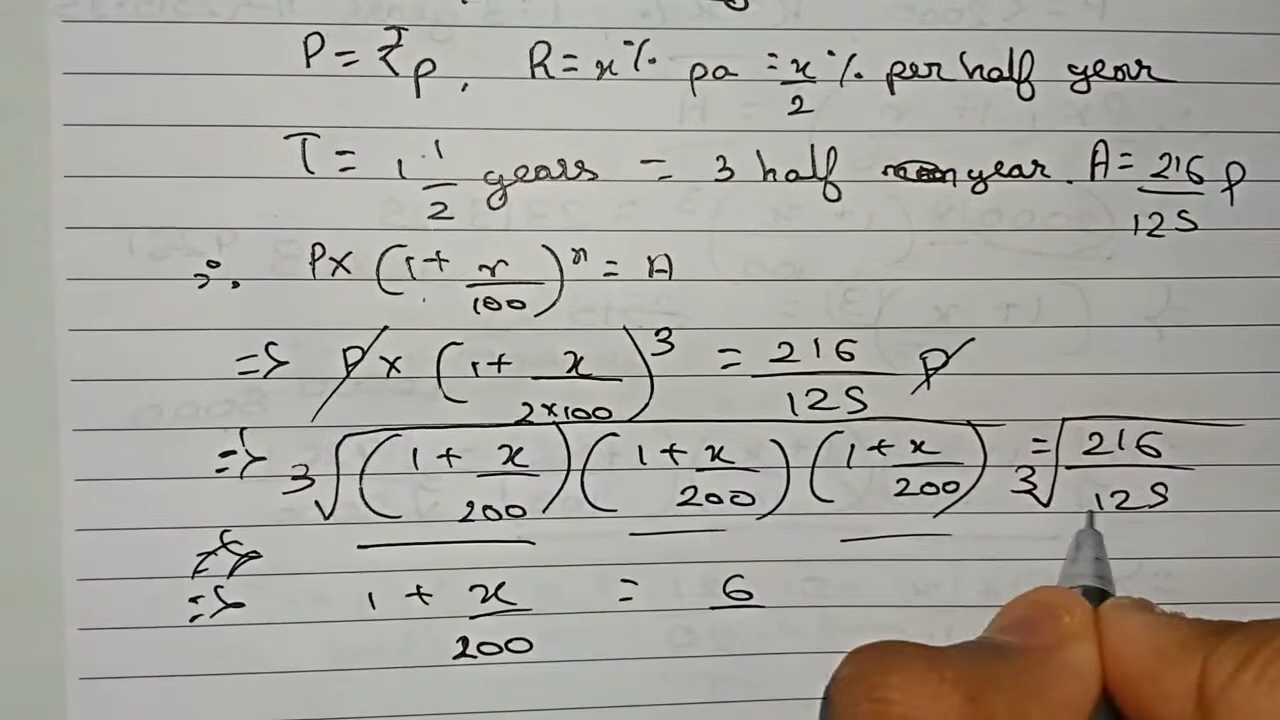 P = ₹p. R = x% pa = x/2 % per half year
T = 1 1/2 years = 3 half year. A = 216/125 p
∴ P × (1 + r/100)^n = A
=> P × (1 + x/2×100)^3 = 216/125 P
=> ∛(1 + x/200)(1 + x/200)(1 + x/200) = ∛216/125
=> 1 + x/200 = 6